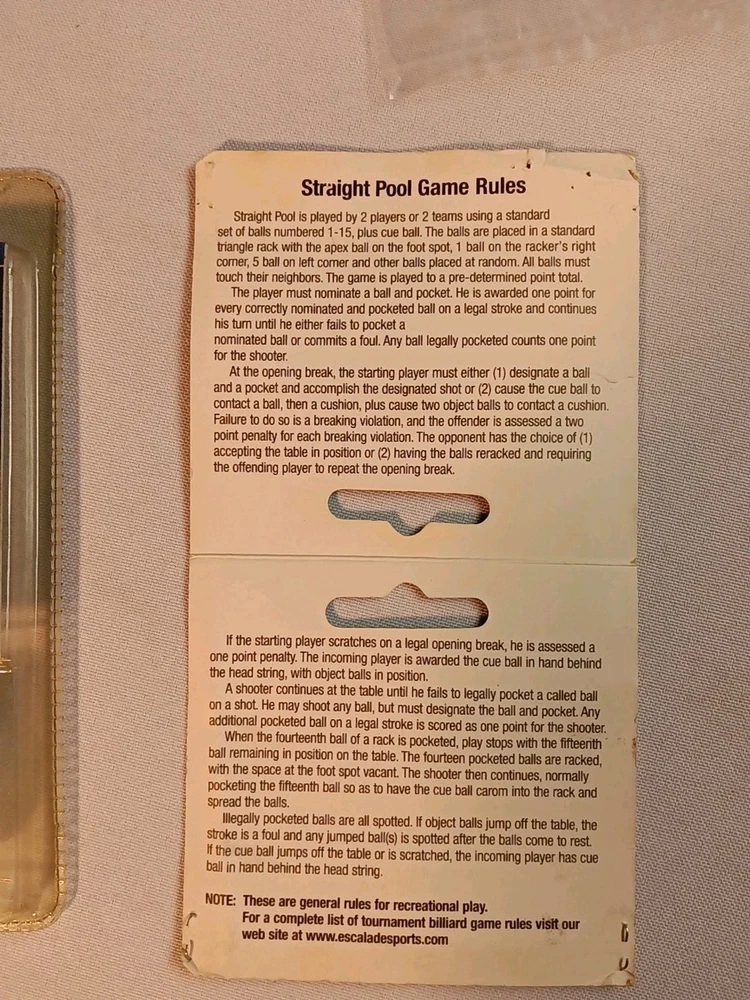 Straight Pool Game Rules
Straight Pool is played by 2 players or 2 teams using a standard
set of balls numbered 1-15, plus cue ball. The balls are placed in a standard
triangle rack with the apex ball on the foot spot, 1 ball on the racker's right
corner, 5 ball on left corner and other balls placed at random. All balls must
touch their neighbors. The game is played to a pre-determined point total.
The player must nominate a ball and pocket. He is awarded one point for
every correctly nominated and pocketed ball on a legal stroke and continues
his turn until he either fails to pocket a
nominated ball or commits a foul. Any ball legally pocketed counts one point
for the shooter.
At the opening break, the starting player must either (1) designate a ball
and a pocket and accomplish the designated shot or (2) cause the cue ball to
contact a ball, then a cushion, plus cause two object balls to contact a cushion.
Failure to do so is a breaking violation, and the offender is assessed a two
point penalty for each breaking violation. The opponent has the choice of (1)
accepting the table in position or (2) having the balls reracked and requiring
the offending player to repeat the opening break.
If the starting player scratches on a legal opening break, he is assessed a
one point penalty. The incoming player is awarded the cue ball in hand behind
the head string, with object balls in position.
A shooter continues at the table until he fails to legally pocket a called ball
on a shot. He may shoot any ball, but must designate the ball and pocket. Any
additional pocketed ball on a legal stroke is scored as one point for the shooter.
When the fourteenth ball of a rack is pocketed, play stops with the fifteenth
ball remaining in position on the table. The fourteen pocketed balls are racked,
with the space at the foot spot vacant. The shooter then continues, normally
pocketing the fifteenth ball so as to have the cue ball carom into the rack and
spread the balls.
Illegally pocketed balls are all spotted. If object balls jump off the table, the
stroke is a foul and any jumped ball(s) is spotted after the balls come to rest.
If the cue ball jumps off the table or is scratched, the incoming player has cue
ball in hand behind the head string.
NOTE: These are general rules for recreational play.
For a complete list of tournament billiard game rules visit our
web site at www.escaladesports.com